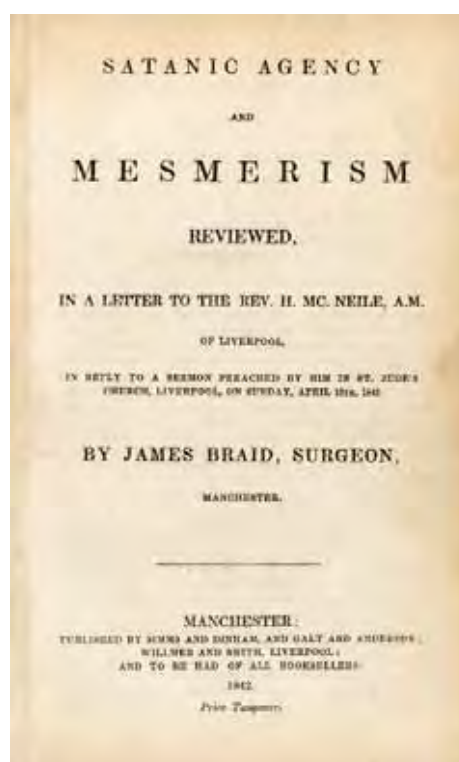 SATANIC AGENCY
AND
MESMERISM
REVIEWED,
IN A LETTER TO THE REV. H. MC. NEILE, A.M.
OF LIVERPOOL,
IN REPLY TO A SERMON PREACHED BY HIM IN ST. JUDE'S
CHURCH, LIVERPOOL, ON SUNDAY, APRIL 10TH, 1842
BY JAMES BRAID, SURGEON,
MANCHESTER.
MANCHESTER:
PUBLISHED BY SIMMS AND DINHAM, AND GALT AND ANDERSON;
WILLMER AND SMITH, LIVERPOOL;
AND TO BE HAD OF ALL BOOKSELLERS
1842.
Price Twopence.